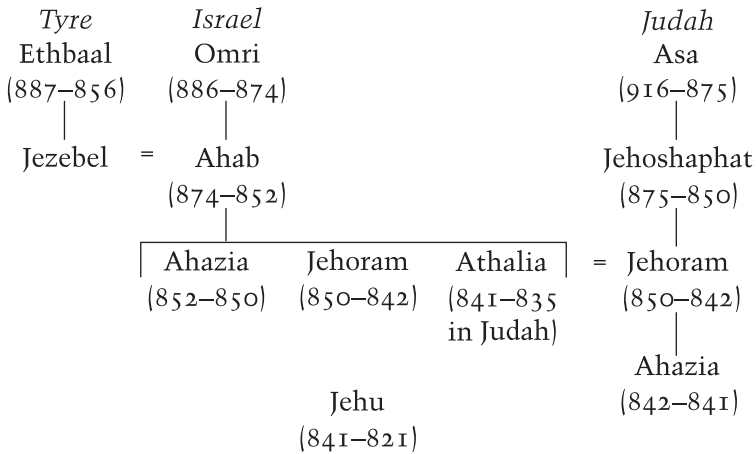 Tyre Israel Judah
Ethbaal Omri Asa
(887–856) (886–874) (916–875)
Jezebel = Ahab Jehoshaphat
(874–852) (875–850)
Ahazia Jehoram Athalia = Jehoram
(852–850) (850–842) (841–835 (850–842)
in Judah)
Ahazia
Jehu (842–841)
(841–821)